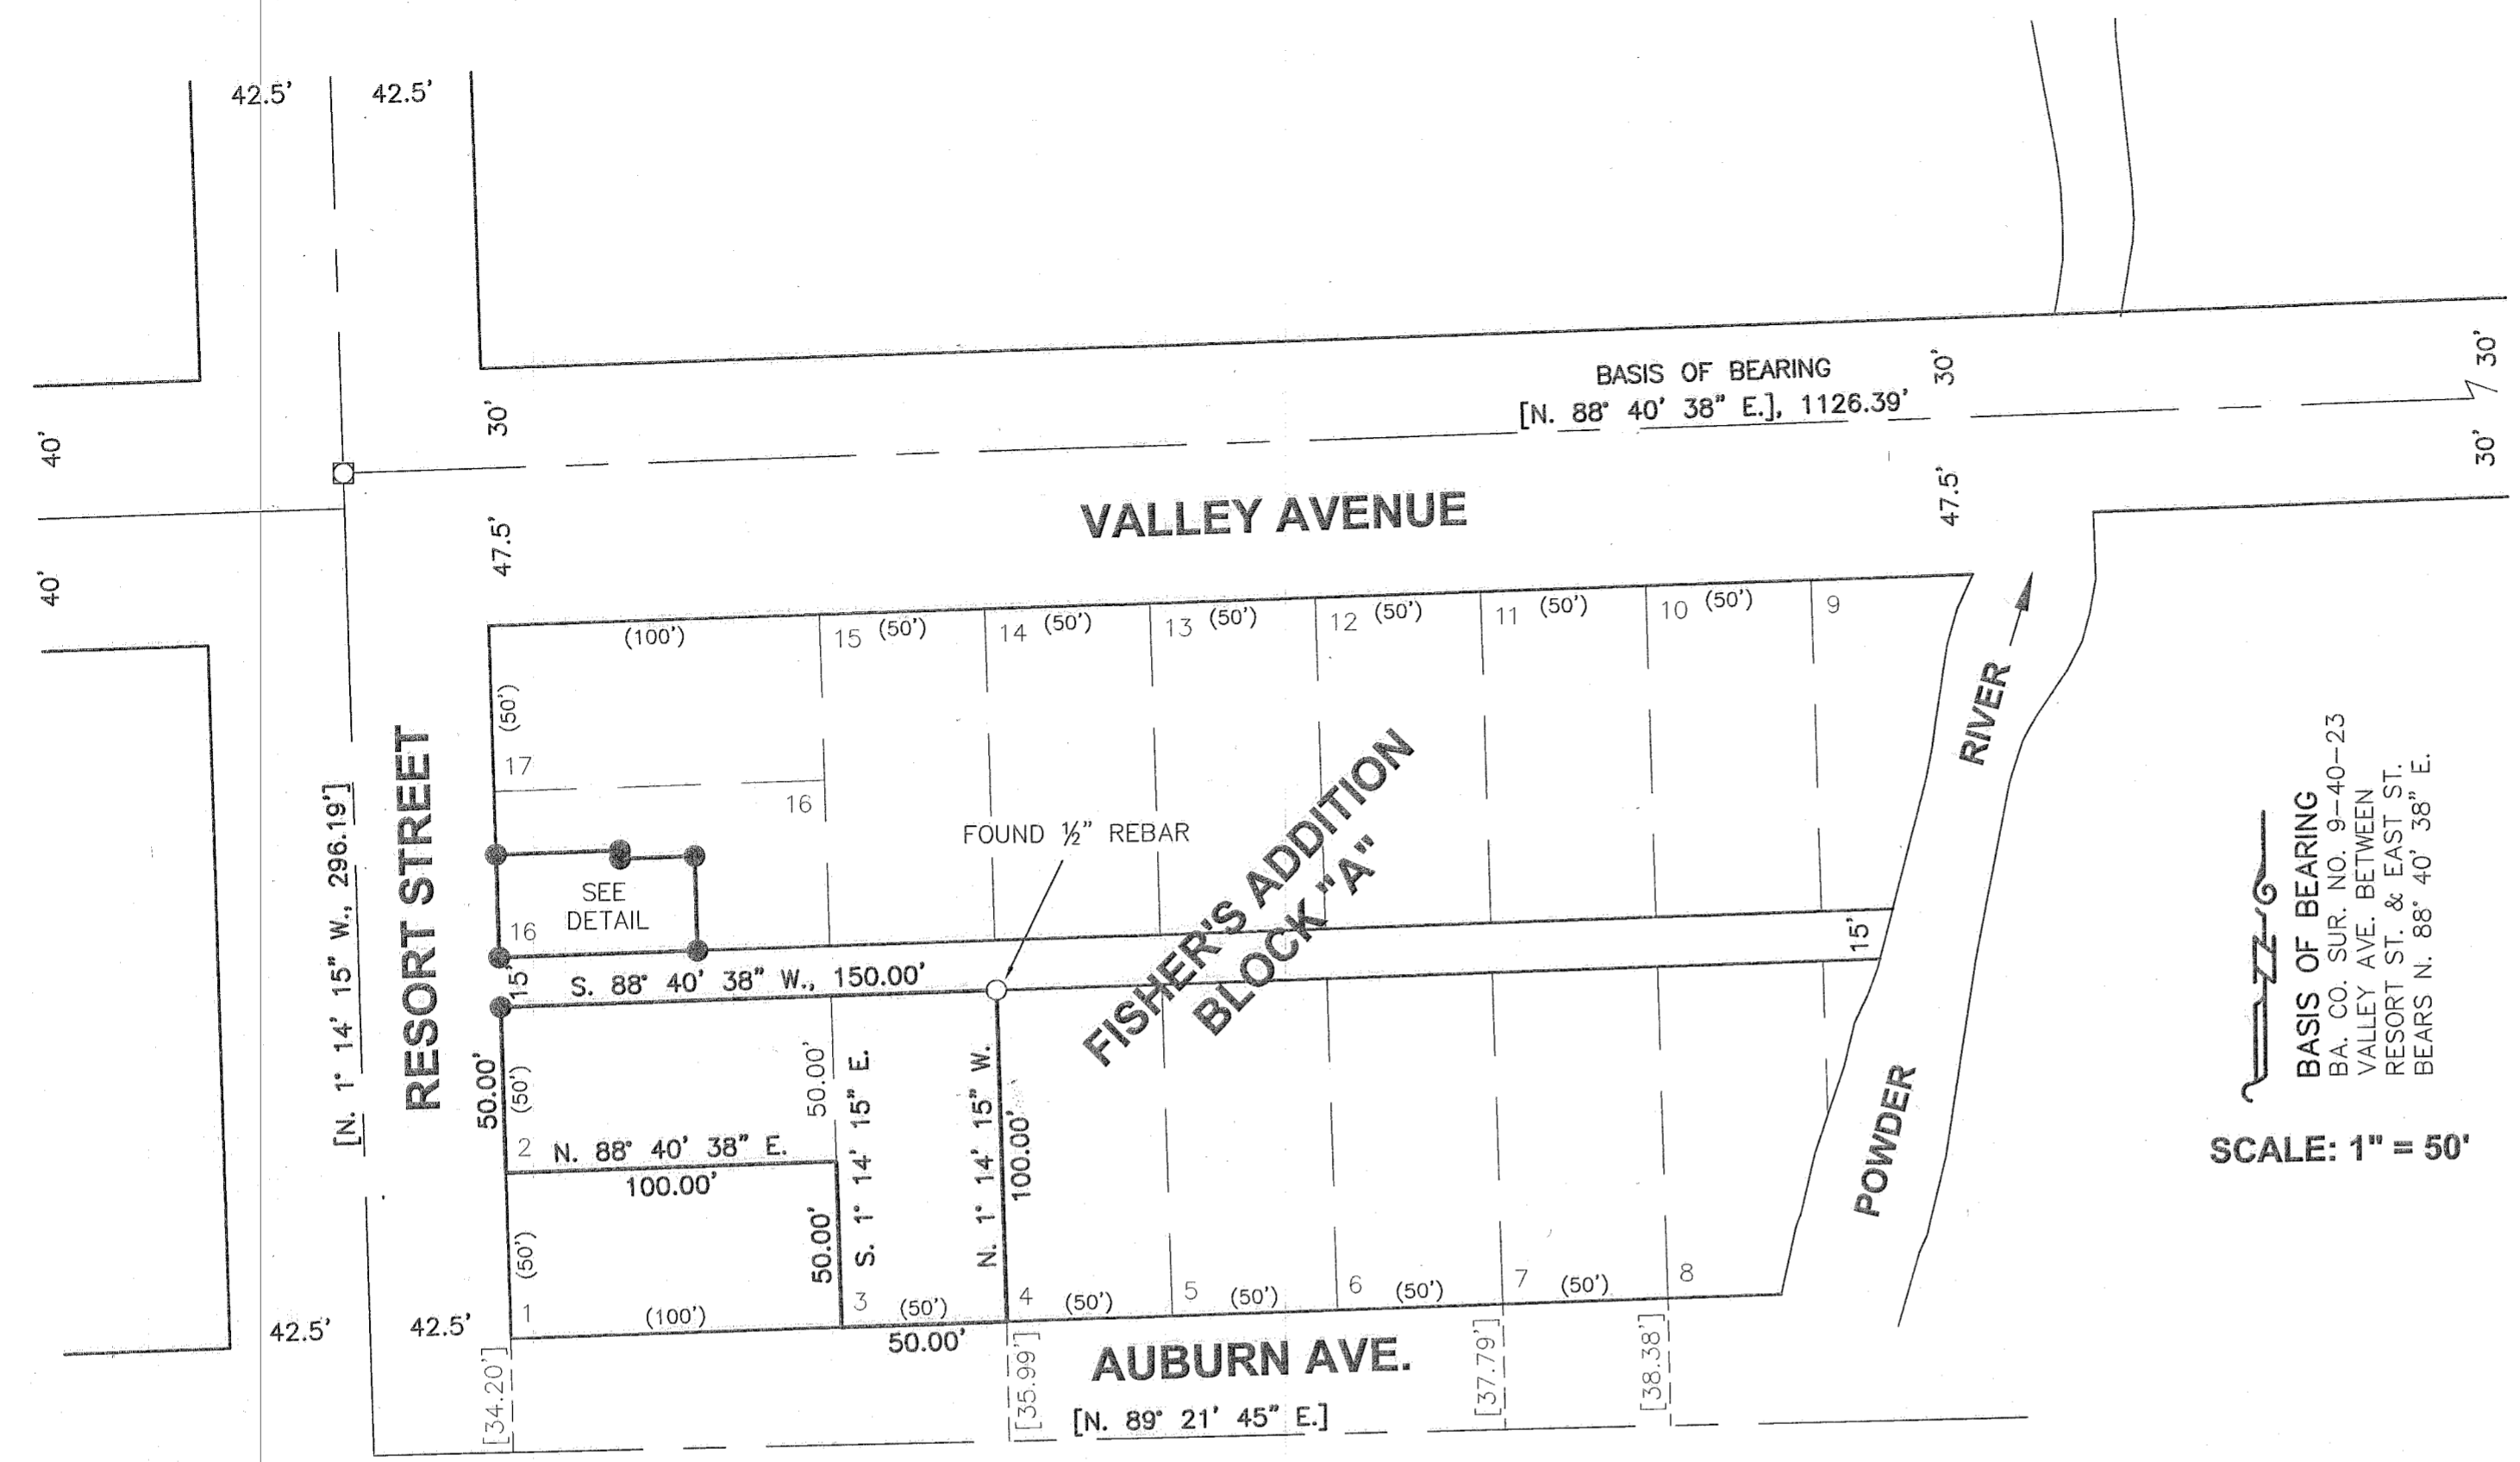 42.5'
42.5'
40'
30'
BASIS OF BEARING
[N. 88° 40' 38" E.], 1126.39'
30'
30'
47.5'
VALLEY AVENUE
47.5'
30'
40'
(100')
15
(50')
14
(50')
13
(50')
12
(50')
11
(50')
10
(50')
9
(50')
17
16
FOUND ½" REBAR
SEE
DETAIL
16
15'
S. 88° 40' 38" W., 150.00'
FISHER'S ADDITION
BLOCK "A"
15'
RIVER
POWDER
[N. 1° 14' 15" W., 296.19']
RESORT STREET
50.00'
(50')
2
N. 88° 40' 38" E.
100.00'
50.00'
50.00'
S. 1° 14' 15" E.
N. 1° 14' 15" W.
100.00'
(50')
1
(100')
3
(50')
50.00'
4
(50')
5
(50')
6
(50')
7
(50')
8
42.5'
42.5'
[34.20']
[35.99']
AUBURN AVE.
[N. 89° 21' 45" E.]
[37.79']
[38.38']
BASIS OF BEARING
BA. CO. SUR. NO. 9-40-23
VALLEY AVE. BETWEEN
RESORT ST. & EAST ST.
BEARS N. 88° 40' 38" E.
N
SCALE: 1" = 50'